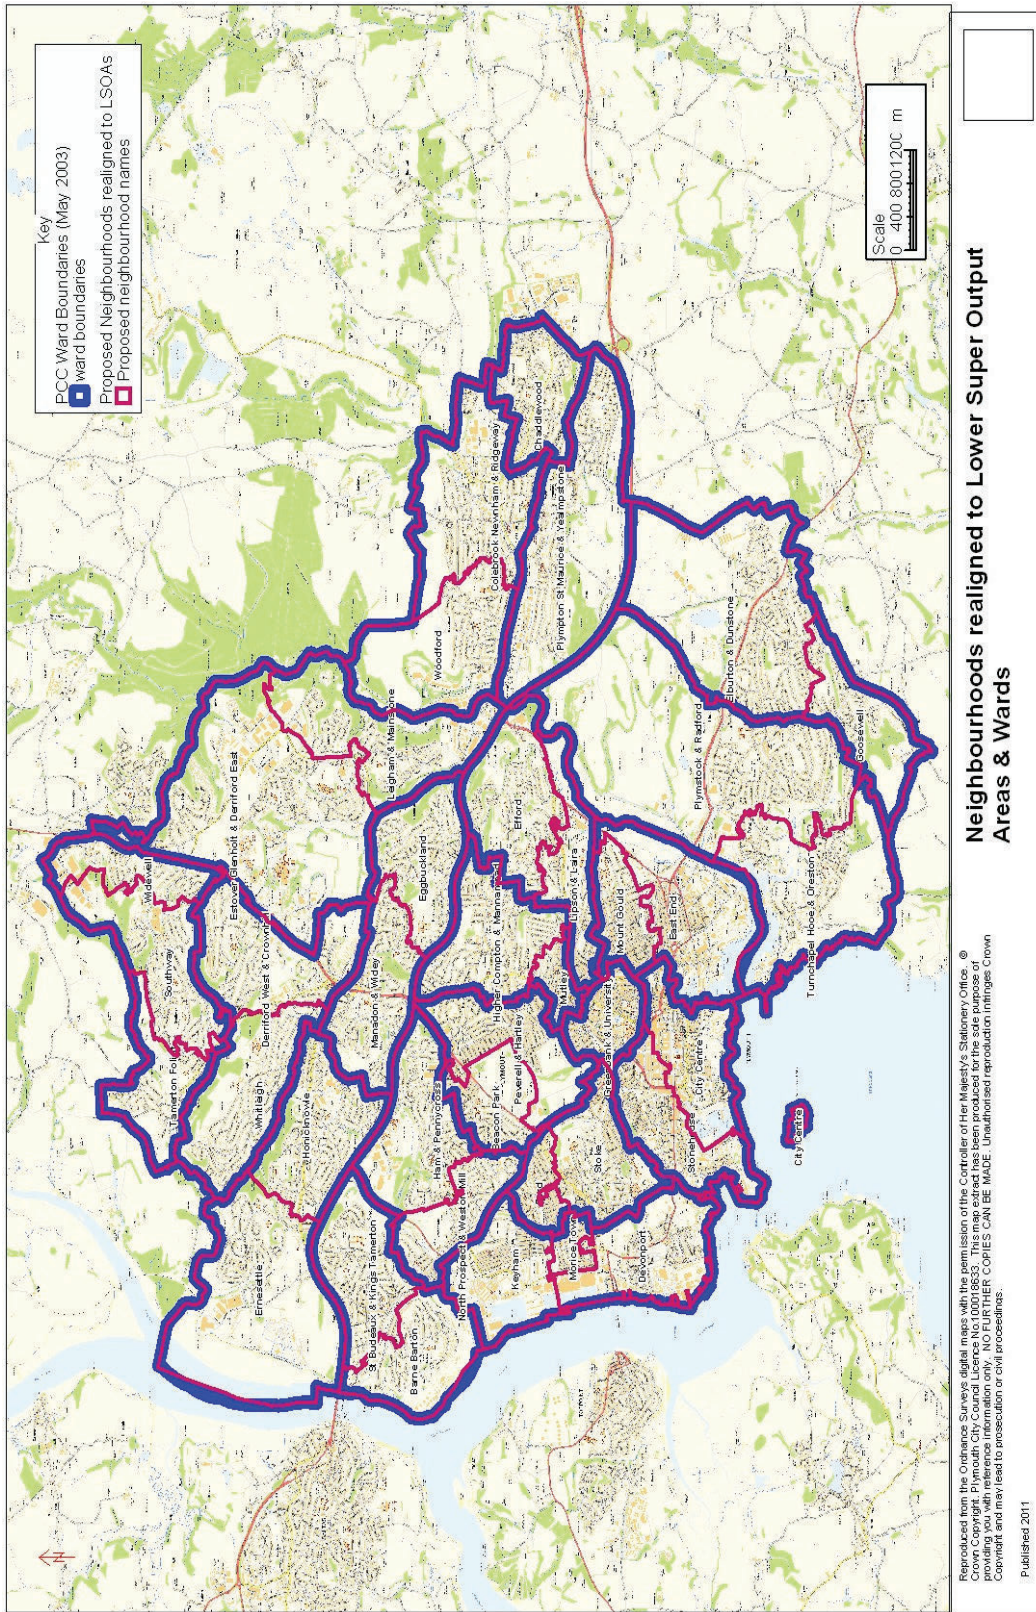 Key
PCC Ward Boundaries (May 2003)
ward boundaries
Proposed Neighbourhoods realigned to LSOAs
Proposed neighbourhood names
Widewell
Southway
Tamerton Foliot
Estover Glenholt & Derriford East
Derriford West & Crownhill
Whitleigh
Honicknowle
Ernesettle
Leigham & Mainstone
Woodford
Colebrook Newnham & Ridgeway
Chaddlewood
Plympton St Maurice & Yealmpstone
Eggbuckland
Manadon & Widey
St Budeaux & Kings Tamerton
Barne Barton
Ham & Pennycross
North Prospect & Weston Mill
Beacon Park
Peverell & Hartley
Higher Compton & Mannamead
Efford
Lipson & Laira
Mutley
Mount Gould
Greenbank & University
East End
Keyham
Morice Town
Stoke
Devonport
Stonehouse
City Centre
City Centre
Plymstock & Radford
Elburton & Dunstone
Goosewell
Turnchapel Hooe & Oreston
Scale
0 400 800 1200 m
N
Neighbourhoods realigned to Lower Super Output
Areas & Wards
Reproduced from the Ordnance Surveys digital maps with the permission of the Controller of Her Majesty's Stationery Office. ©
Crown Copyright. Plymouth City Council Licence No.100018633. This map extract has been produced for the sole purpose of
providing you with reference information only. NO FURTHER COPIES CAN BE MADE. Unauthorised reproduction infringes Crown
Copyright and may lead to prosecution or civil proceedings.
Published 2011